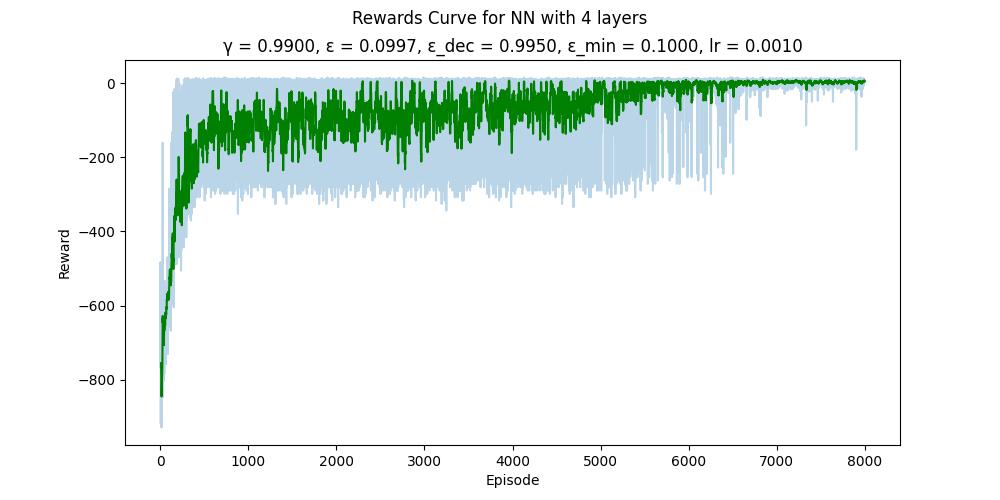 Rewards Curve for NN with 4 layers
γ = 0.9900, ε = 0.0997, ε_dec = 0.9950, ε_min = 0.1000, lr = 0.0010
0
−200
−400
−600
−800
Reward
0 1000 2000 3000 4000 5000 6000 7000 8000
Episode